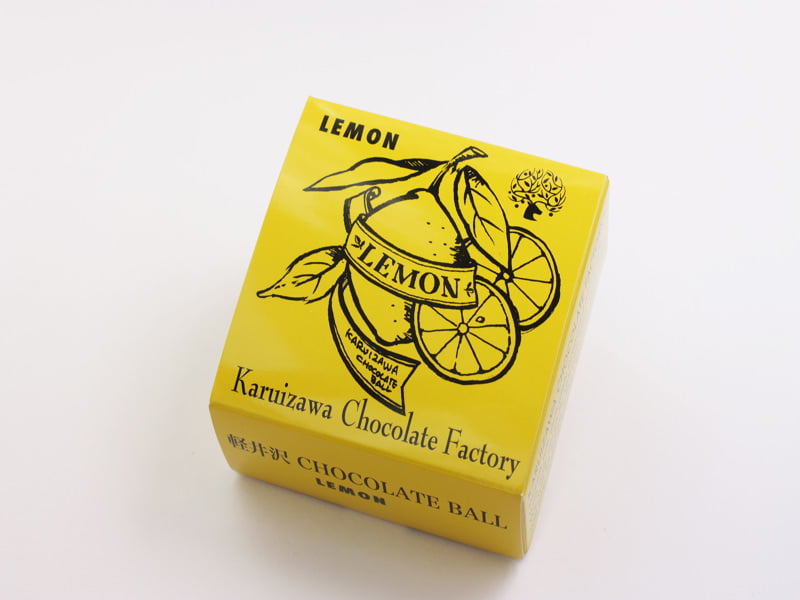 LEMON
LEMON
KARUIZAWA
CHOCOLATE
BALL
Karuizawa Chocolate Factory
軽井沢 CHOCOLATE BALL
LEMON